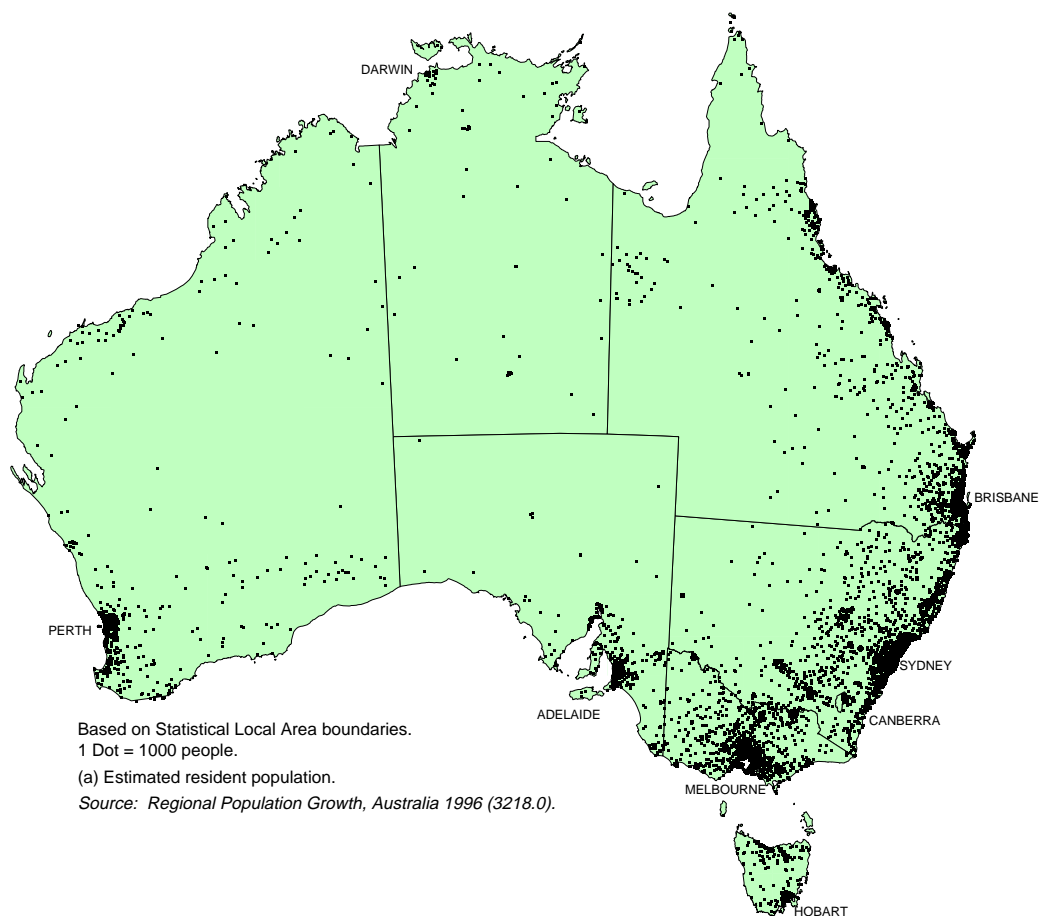 DARWIN
BRISBANE
PERTH
SYDNEY
ADELAIDE
CANBERRA
Based on Statistical Local Area boundaries.
1 Dot = 1000 people.
(a) Estimated resident population.
Source: Regional Population Growth, Australia 1996 (3218.0).
MELBOURNE
HOBART